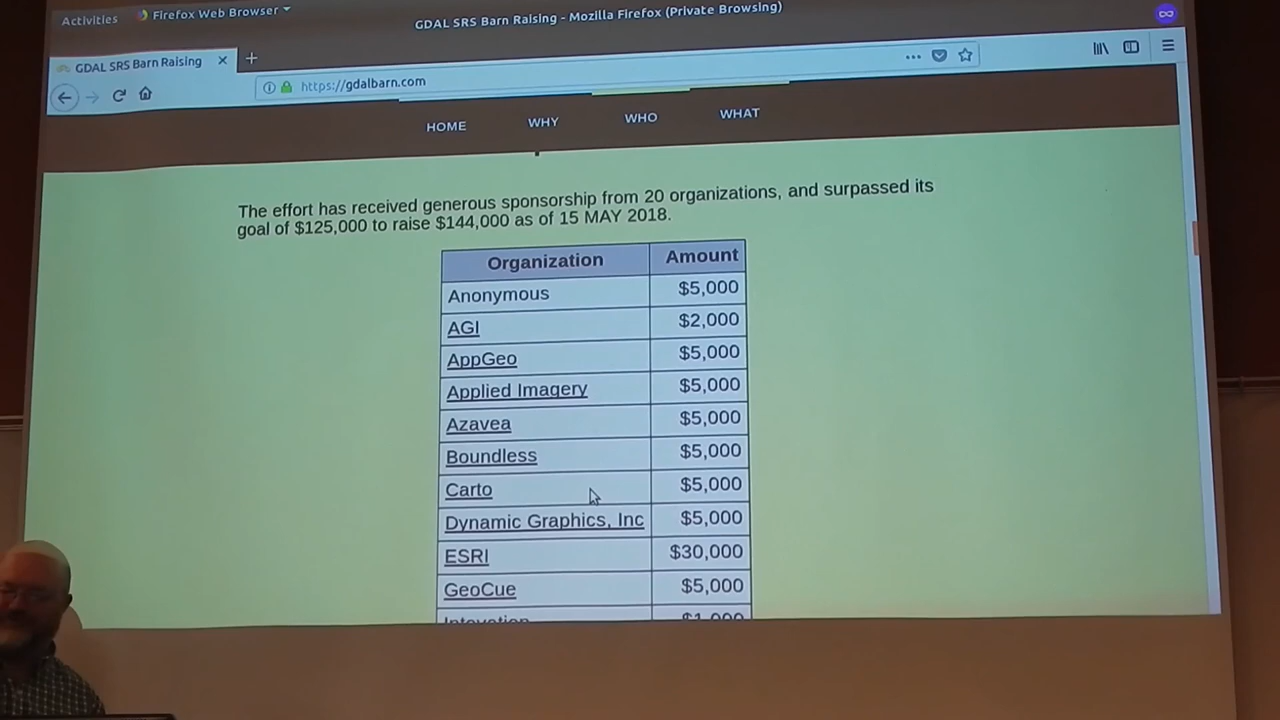 Activities Firefox Web Browser
GDAL SRS Barn Raising - Mozilla Firefox (Private Browsing)
GDAL SRS Barn Raising
https://gdalbarn.com
HOME WHY WHO WHAT
The effort has received generous sponsorship from 20 organizations, and surpassed its
goal of $125,000 to raise $144,000 as of 15 MAY 2018.
Organization Amount
Anonymous $5,000
AGI $2,000
AppGeo $5,000
Applied Imagery $5,000
Azavea $5,000
Boundless $5,000
Carto $5,000
Dynamic Graphics, Inc $5,000
ESRI $30,000
GeoCue $5,000
$1,000